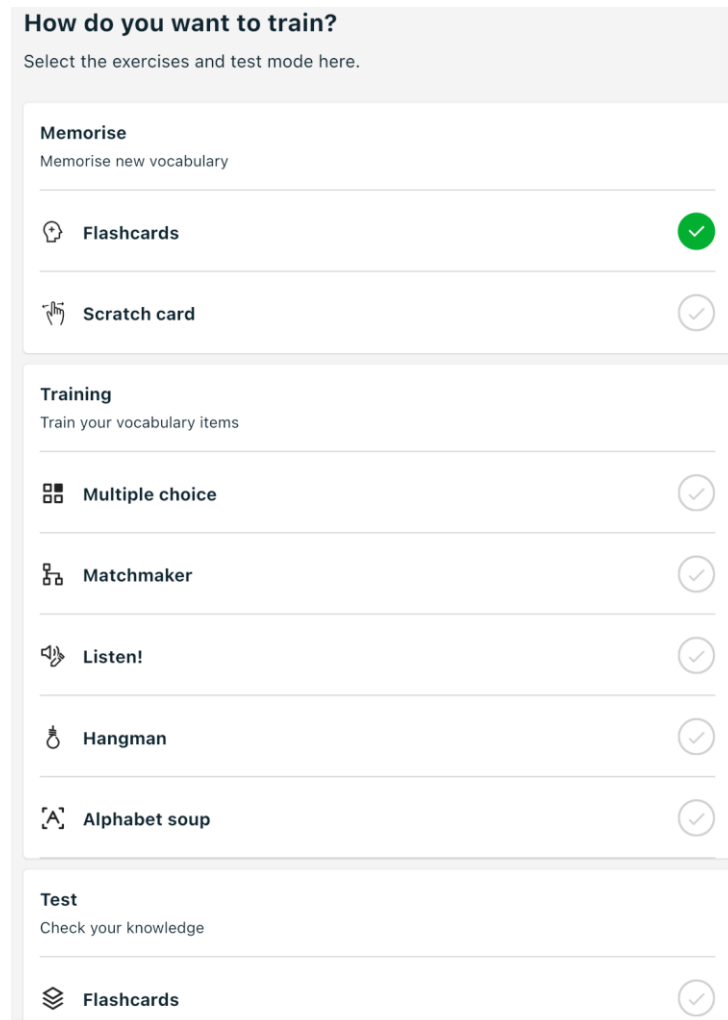 How do you want to train?
Select the exercises and test mode here.
Memorise
Memorise new vocabulary
Flashcards
Scratch card
Training
Train your vocabulary items
Multiple choice
Matchmaker
Listen!
Hangman
Alphabet soup
Test
Check your knowledge
Flashcards